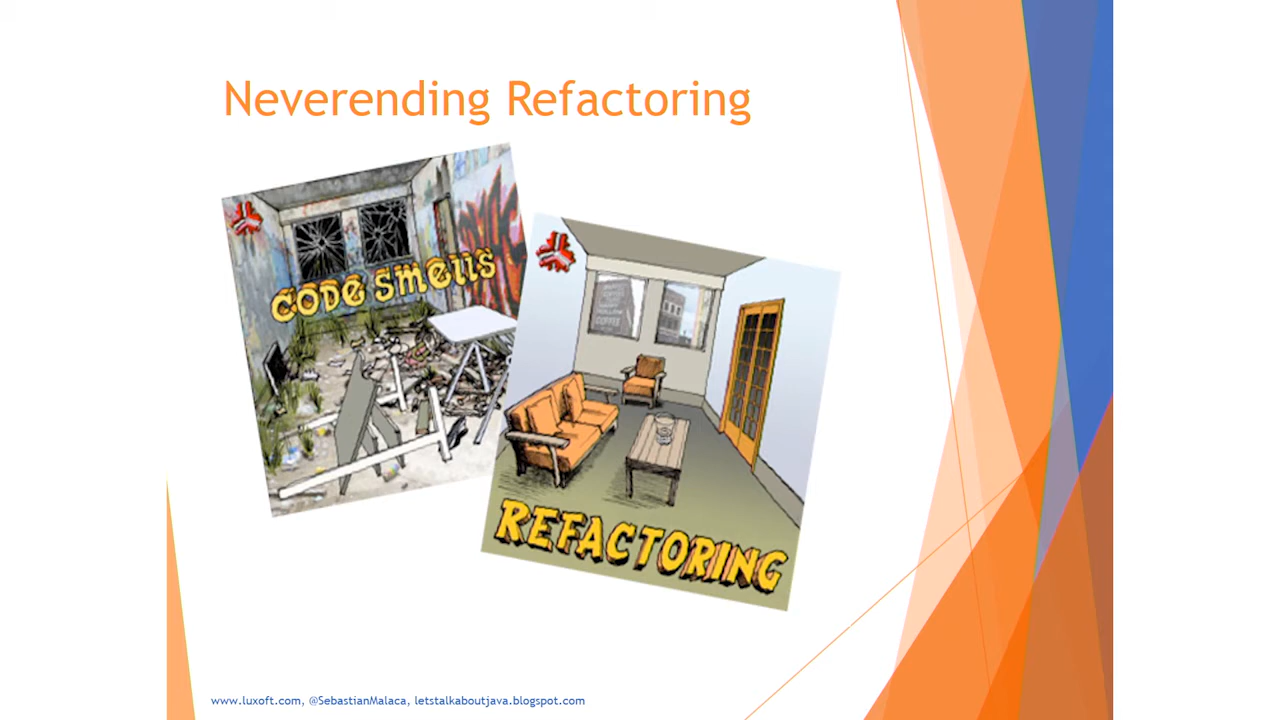 Neverending Refactoring
CODE SMELLS
REFACTORING
www.luxoft.com, @SebastianMalaca, letstalkaboutjava.blogspot.com